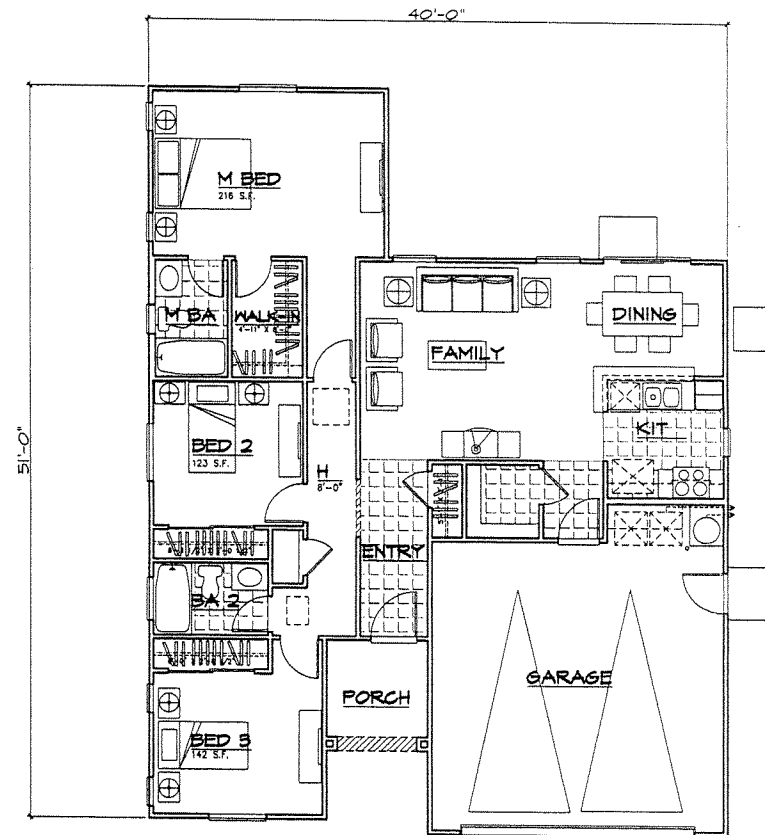 40'-0"
51'-0"
M BED
216 S.F.
M BA
WALK-IN
FAMILY
DINING
KIT
BED 2
123 S.F.
H
8'-0"
ENTRY
BA 2
GARAGE
PORCH
BED 3
142 S.F.